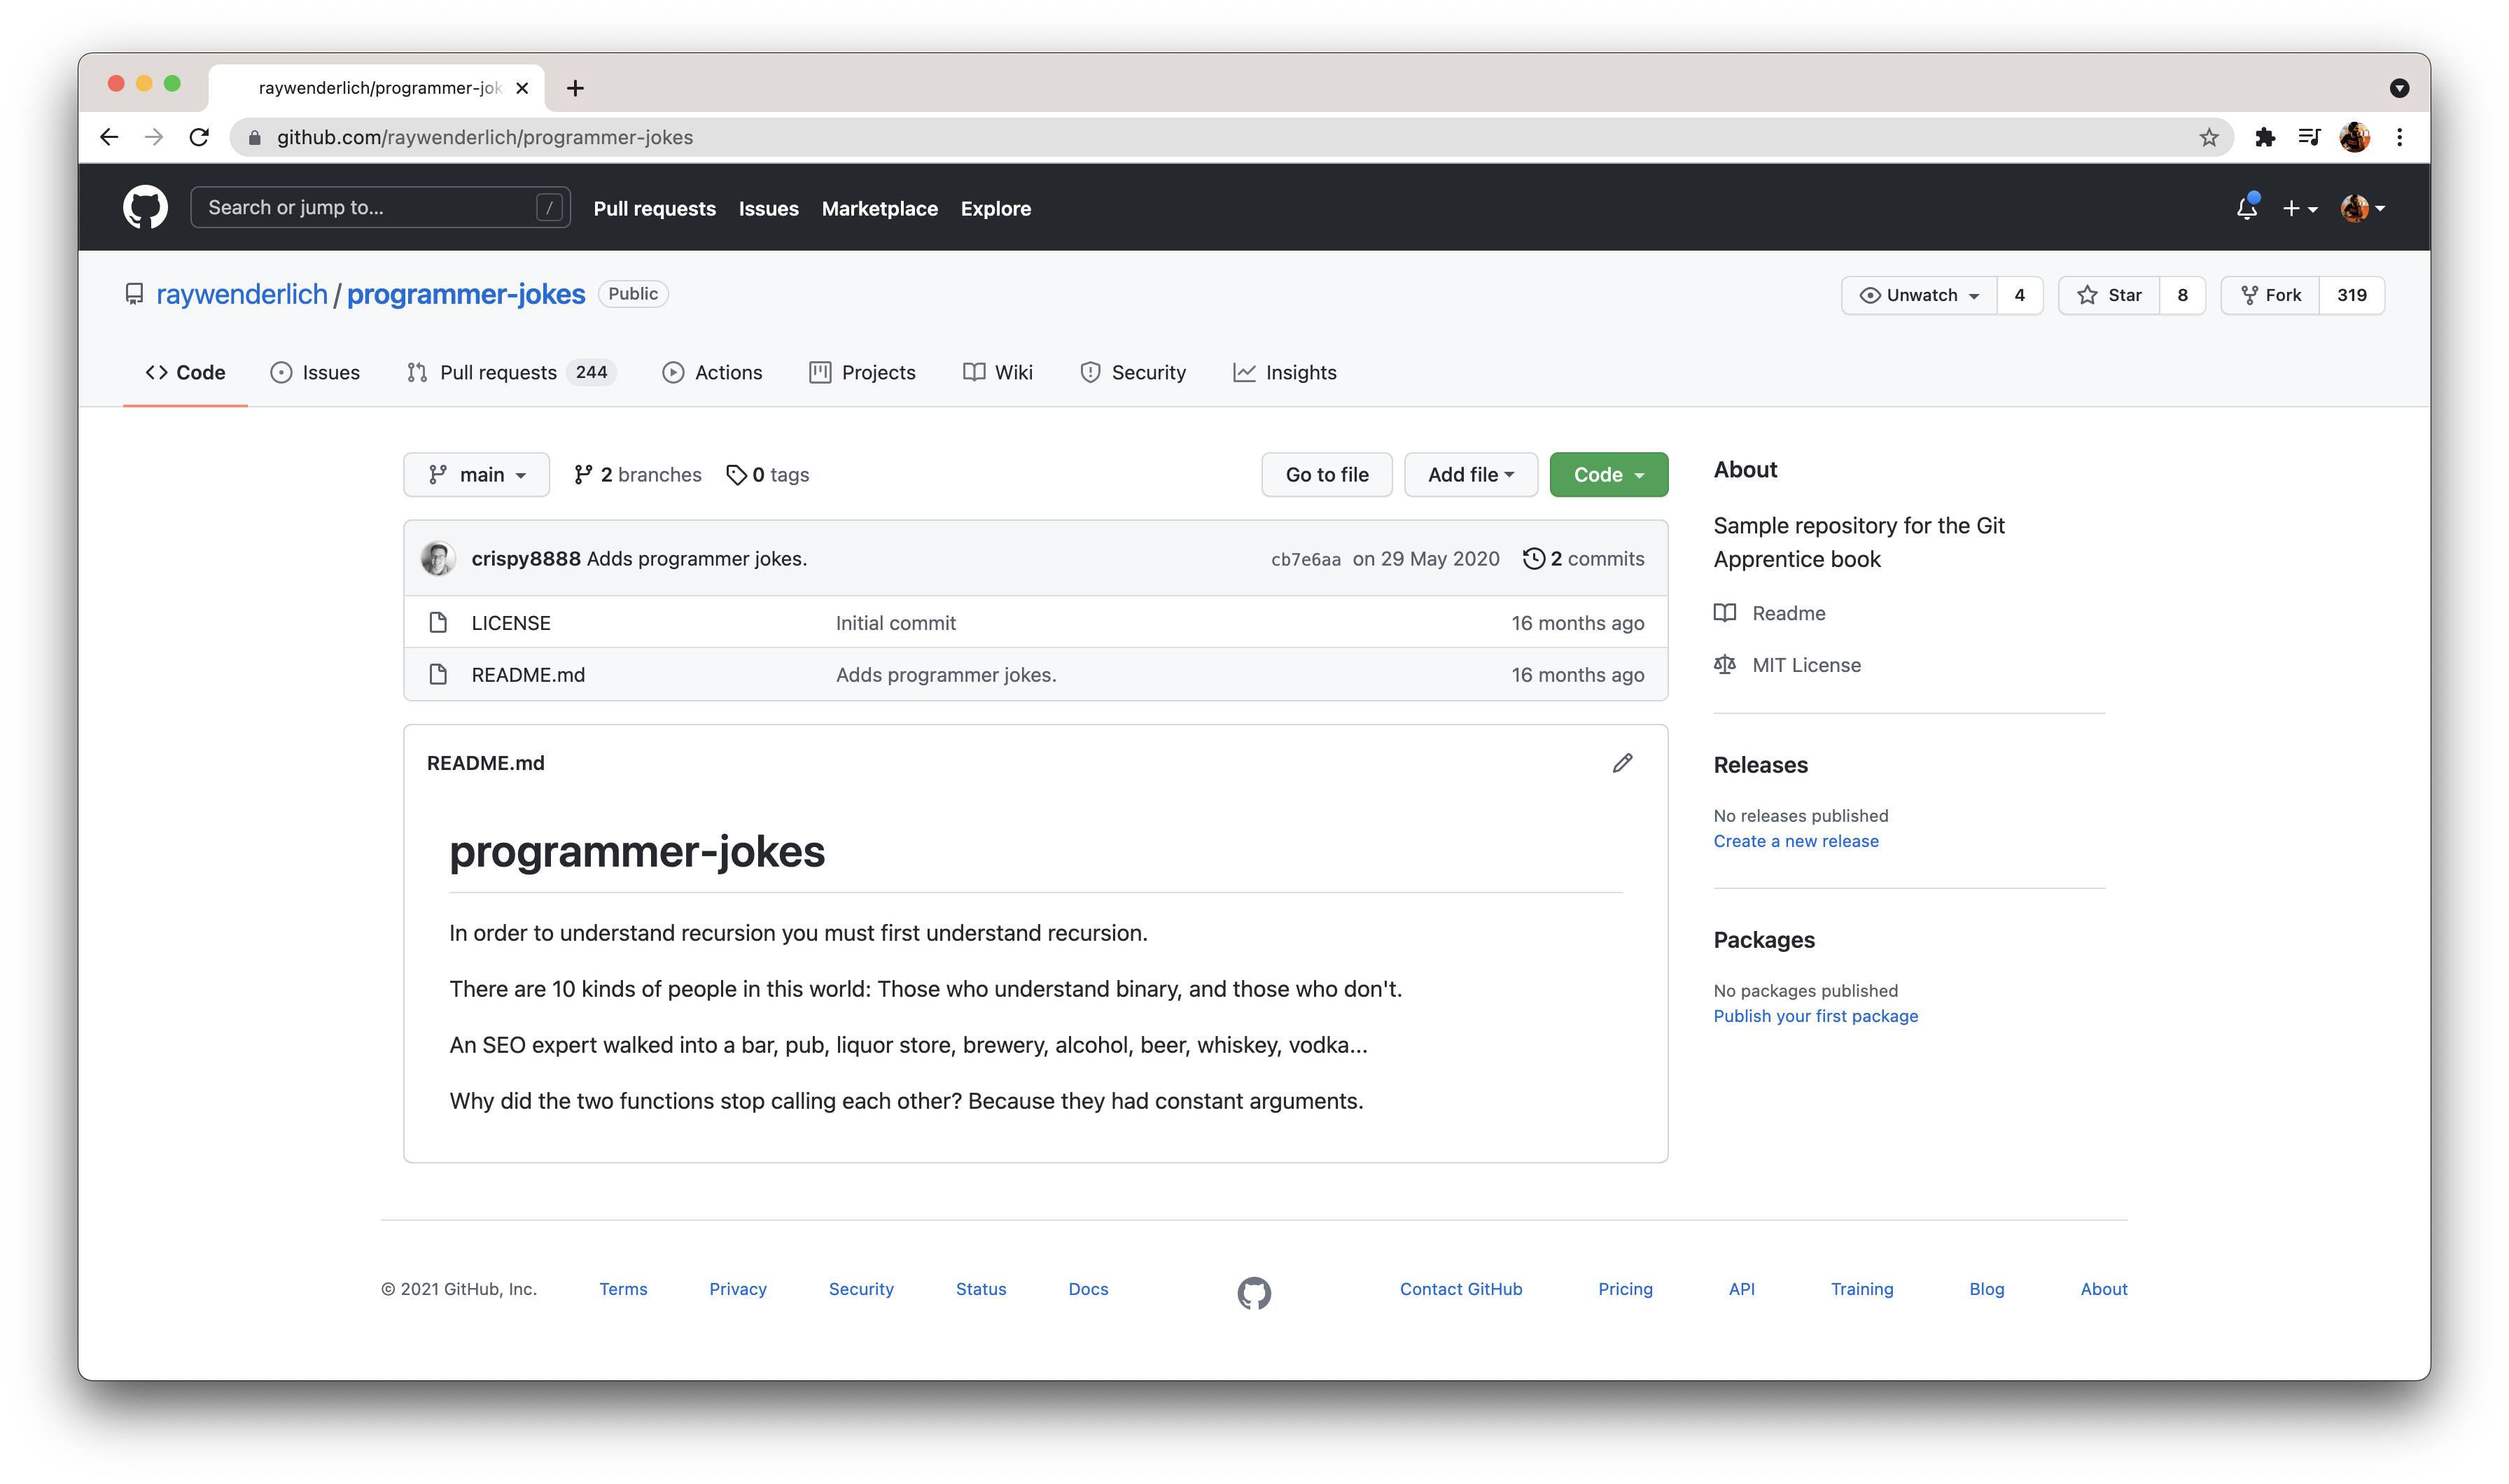 raywenderlich/programmer-jok
github.com/raywenderlich/programmer-jokes
Search or jump to... / Pull requests Issues Marketplace Explore
raywenderlich / programmer-jokes Public Unwatch 4 Star 8 Fork 319
Code Issues Pull requests 244 Actions Projects Wiki Security Insights
main 2 branches 0 tags Go to file Add file Code
crispy8888 Adds programmer jokes. cb7e6aa on 29 May 2020 2 commits
LICENSE Initial commit 16 months ago
README.md Adds programmer jokes. 16 months ago
README.md
programmer-jokes
In order to understand recursion you must first understand recursion.
There are 10 kinds of people in this world: Those who understand binary, and those who don't.
An SEO expert walked into a bar, pub, liquor store, brewery, alcohol, beer, whiskey, vodka...
Why did the two functions stop calling each other? Because they had constant arguments.
About
Sample repository for the Git
Apprentice book
Readme
MIT License
Releases
No releases published
Create a new release
Packages
No packages published
Publish your first package
© 2021 GitHub, Inc. Terms Privacy Security Status Docs Contact GitHub Pricing API Training Blog About